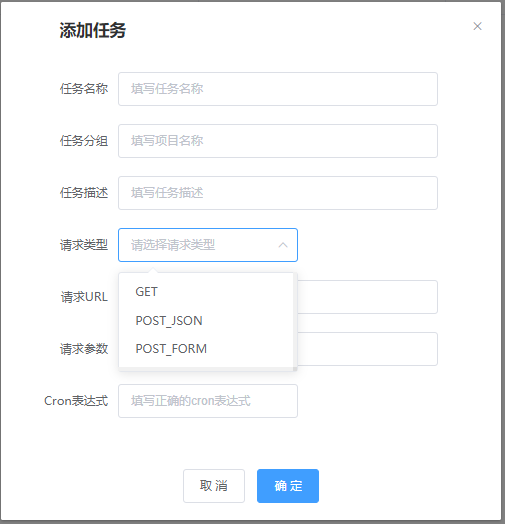 添加任务
任务名称 填写任务名称
任务分组 填写项目名称
任务描述 填写任务描述
请求类型 请选择请求类型
GET
请求URL
POST_JSON
请求参数
POST_FORM
Cron表达式 填写正确的cron表达式
取 消 确 定